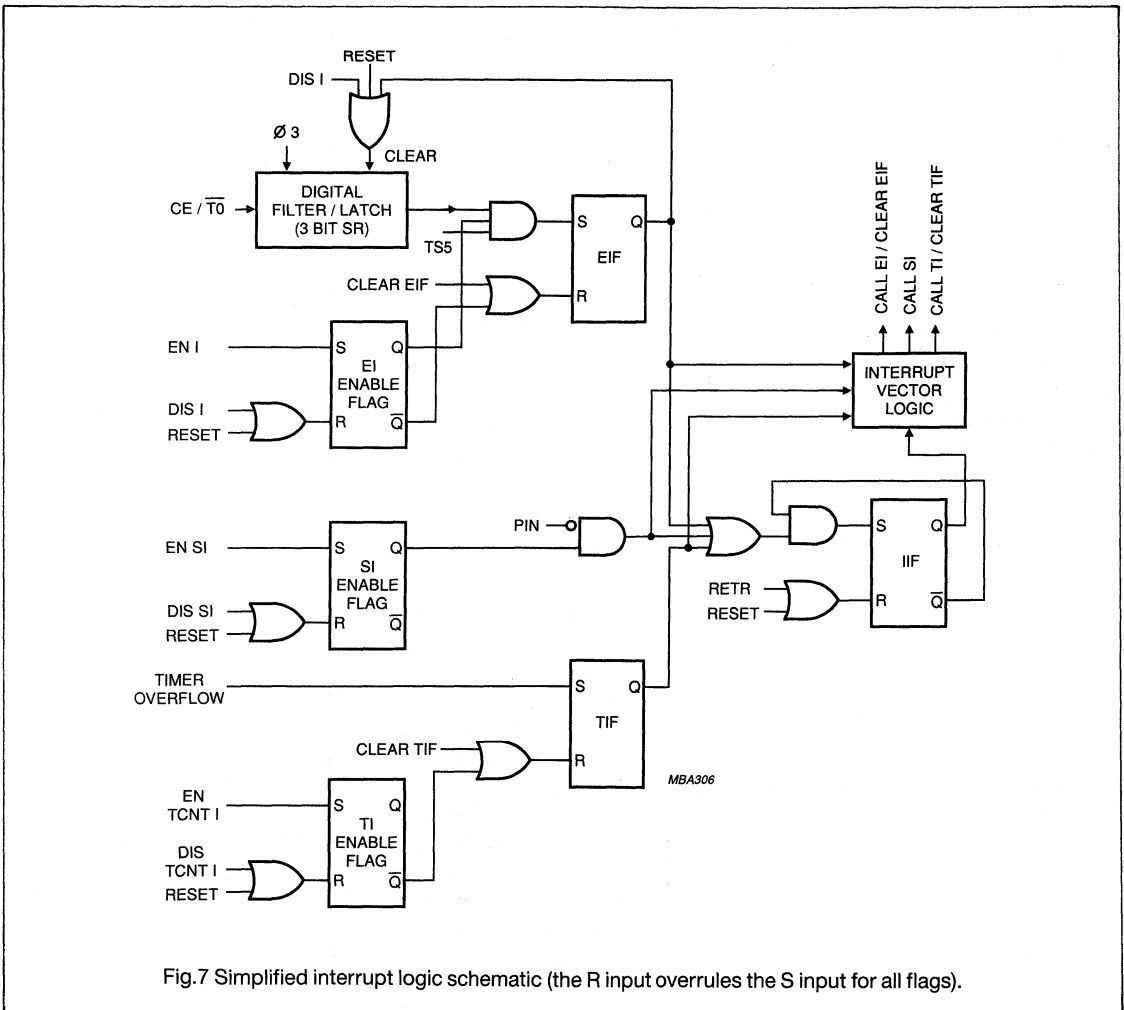 RESET
DIS I
Ø 3
CLEAR
CE / T0
DIGITAL
FILTER / LATCH
(3 BIT SR)
TS5
S
Q
EIF
R
CLEAR EIF
EN I
S
Q
EI
ENABLE
FLAG
DIS I
RESET
R
Q
CALL EI / CLEAR EIF
CALL SI
CALL TI / CLEAR TIF
INTERRUPT
VECTOR
LOGIC
PIN
EN SI
S
Q
SI
ENABLE
FLAG
DIS SI
RESET
R
Q
S
Q
IIF
RETR
RESET
R
Q
TIMER
OVERFLOW
S
Q
TIF
CLEAR TIF
R
MBA306
EN
TCNT I
S
Q
TI
ENABLE
FLAG
DIS
TCNT I
RESET
R
Q
Fig.7 Simplified interrupt logic schematic (the R input overrules the S input for all flags).